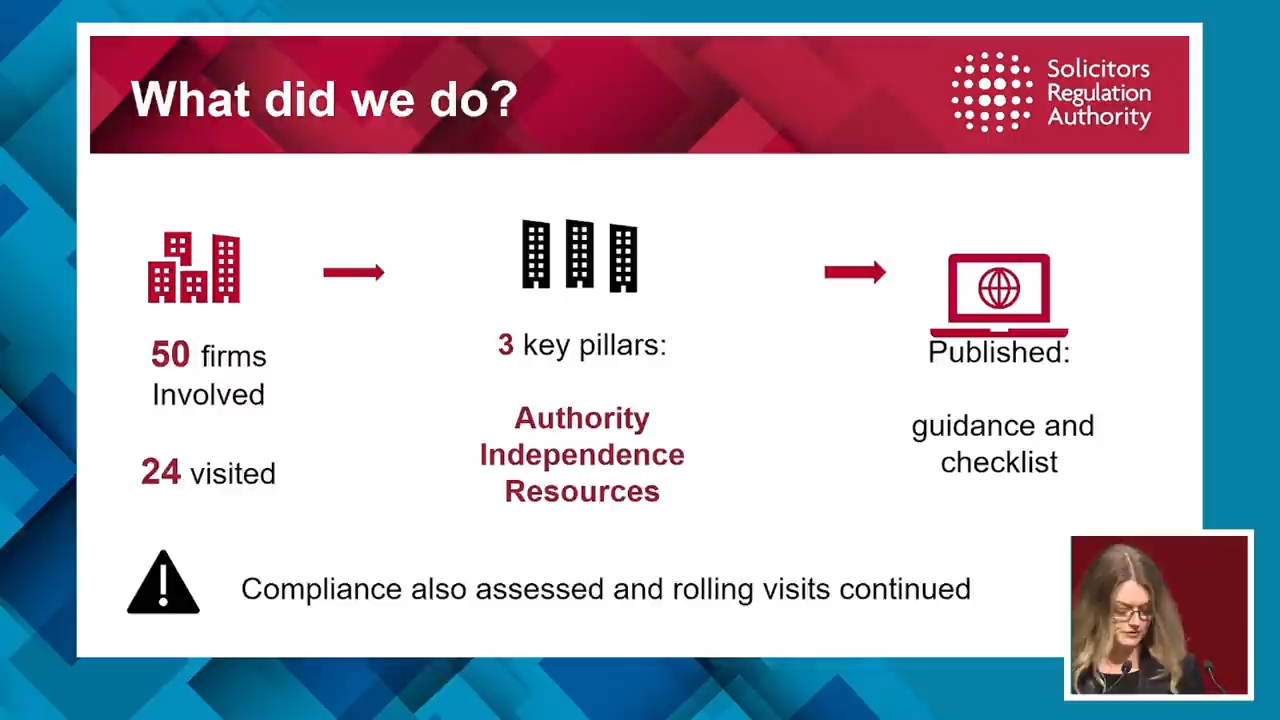 What did we do?
Solicitors
Regulation
Authority
50 firms
Involved
24 visited
3 key pillars:
Authority
Independence
Resources
Published:
guidance and
checklist
Compliance also assessed and rolling visits continued